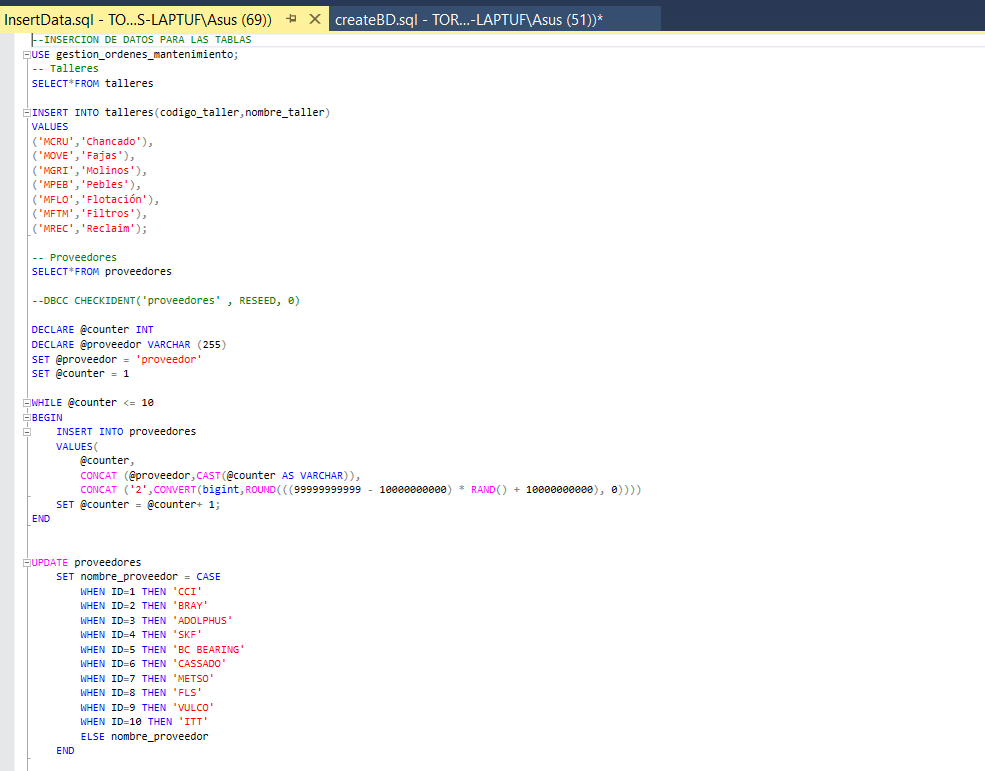 InsertData.sql - TO...S-LAPTUF\Asus (69))
createBD.sql - TOR...-LAPTUF\Asus (51))*
--INSERCION DE DATOS PARA LAS TABLAS
USE gestion_ordenes_mantenimiento;
-- Talleres
SELECT*FROM talleres
INSERT INTO talleres(codigo_taller,nombre_taller)
VALUES
('MCRU','Chancado'),
('MOVE','Fajas'),
('MGRI','Molinos'),
('MPEB','Pebles'),
('MFLO','Flotación'),
('MFTM','Filtros'),
('MREC','Reclaim');
-- Proveedores
SELECT*FROM proveedores
--DBCC CHECKIDENT('proveedores' , RESEED, 0)
DECLARE @counter INT
DECLARE @proveedor VARCHAR (255)
SET @proveedor = 'proveedor'
SET @counter = 1
WHILE @counter <= 10
BEGIN
INSERT INTO proveedores
VALUES(
@counter,
CONCAT (@proveedor,CAST(@counter AS VARCHAR)),
CONCAT ('2',CONVERT(bigint,ROUND(((99999999999 - 10000000000) * RAND() + 10000000000), 0))))
SET @counter = @counter+ 1;
END
UPDATE proveedores
SET nombre_proveedor = CASE
WHEN ID=1 THEN 'CCI'
WHEN ID=2 THEN 'BRAY'
WHEN ID=3 THEN 'ADOLPHUS'
WHEN ID=4 THEN 'SKF'
WHEN ID=5 THEN 'BC BEARING'
WHEN ID=6 THEN 'CASSADO'
WHEN ID=7 THEN 'METSO'
WHEN ID=8 THEN 'FLS'
WHEN ID=9 THEN 'VULCO'
WHEN ID=10 THEN 'ITT'
ELSE nombre_proveedor
END